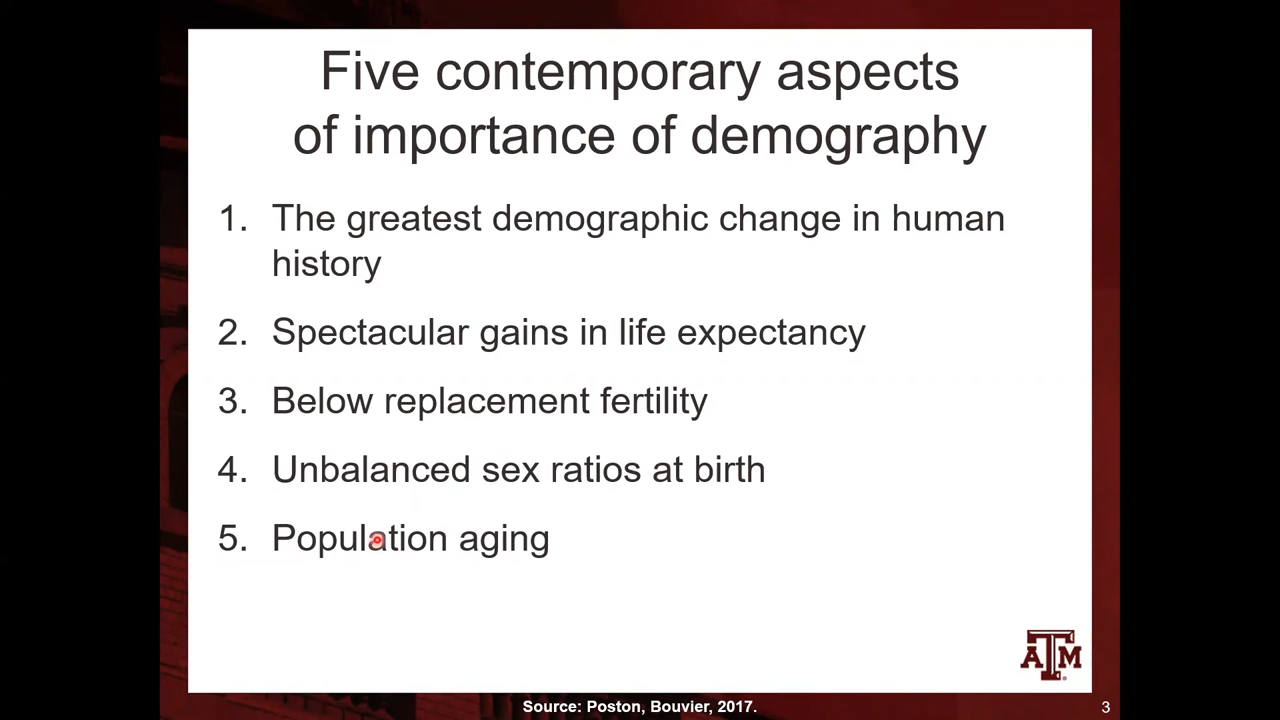 Five contemporary aspects
of importance of demography
1. The greatest demographic change in human
history
2. Spectacular gains in life expectancy
3. Below replacement fertility
4. Unbalanced sex ratios at birth
5. Population aging
ATM
Source: Poston, Bouvier, 2017.
3